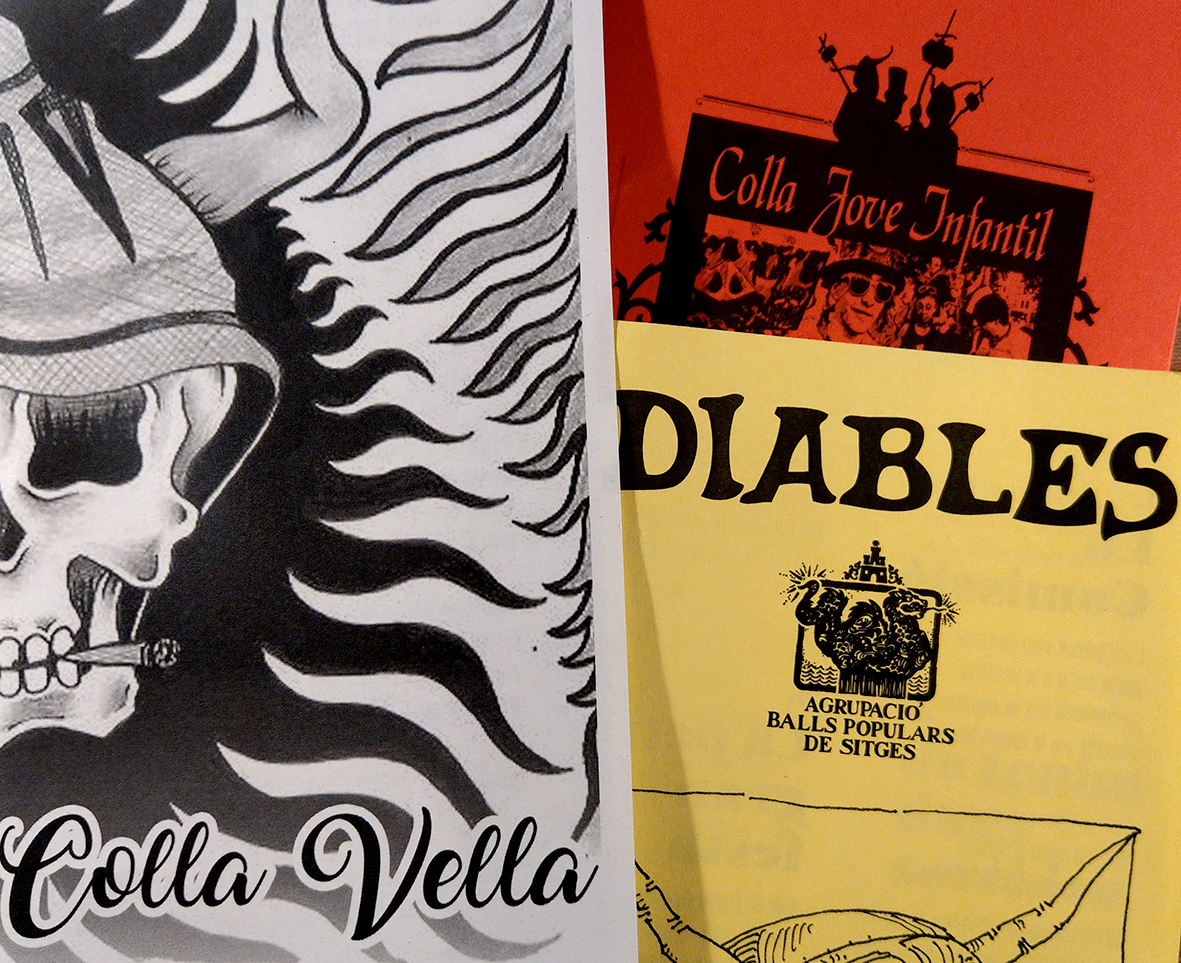 Colla Vella
Colla Jove Infantil
DIABLES
AGRUPACIÓ
BALLS POPULARS
DE SITGES